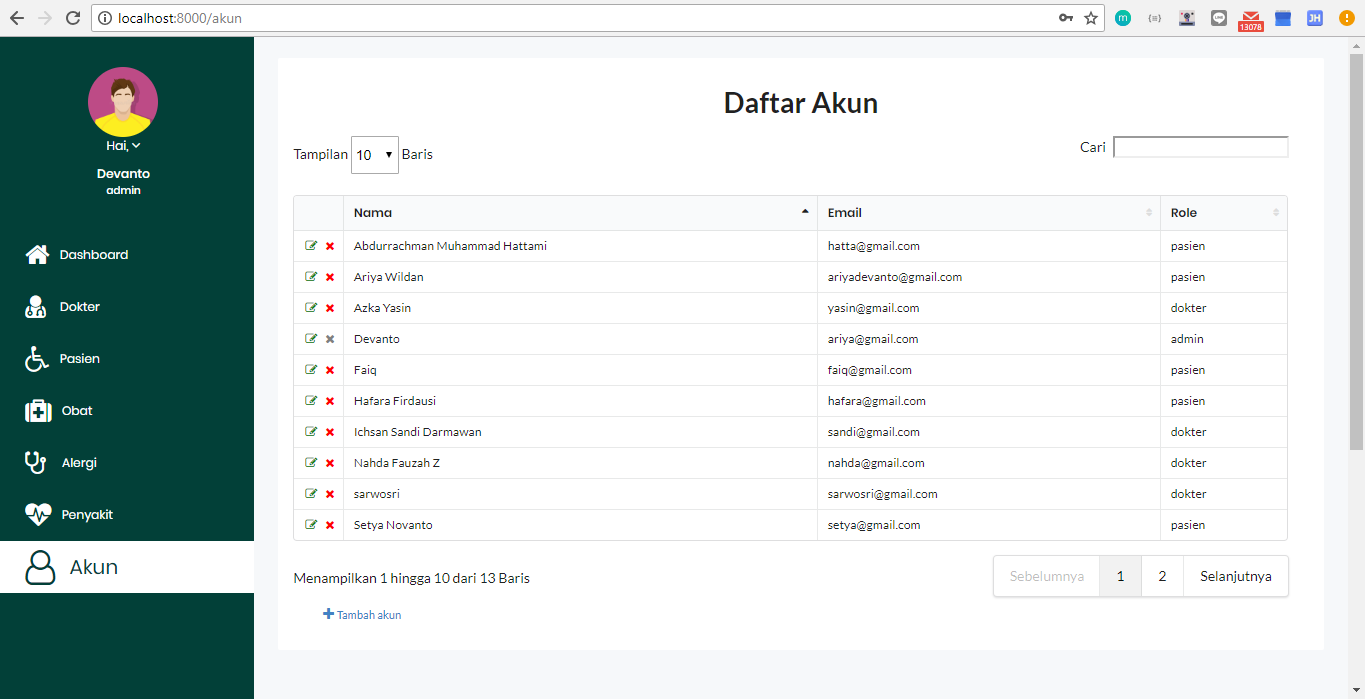 localhost:8000/akun
m
{=}
LINE
13078
JH
Hai,
Devanto
admin
Dashboard
Dokter
Pasien
Obat
Alergi
Penyakit
Akun
Daftar Akun
Tampilan 10 Baris
Cari
Nama Email Role
Abdurrachman Muhammad Hattami hatta@gmail.com pasien
Ariya Wildan ariyadevanto@gmail.com pasien
Azka Yasin yasin@gmail.com dokter
Devanto ariya@gmail.com admin
Faiq faiq@gmail.com pasien
Hafara Firdausi hafara@gmail.com pasien
Ichsan Sandi Darmawan sandi@gmail.com dokter
Nahda Fauzah Z nahda@gmail.com dokter
sarwosri sarwosri@gmail.com dokter
Setya Novanto setya@gmail.com pasien
Menampilkan 1 hingga 10 dari 13 Baris
Sebelumnya 1 2 Selanjutnya
Tambah akun